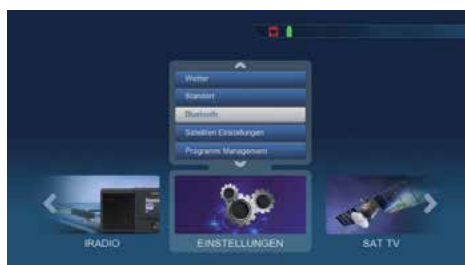 Wetter
Standort
Bluetooth
Satelliten Einstellungen
Programm Management
IRADIO
EINSTELLUNGEN
SAT TV